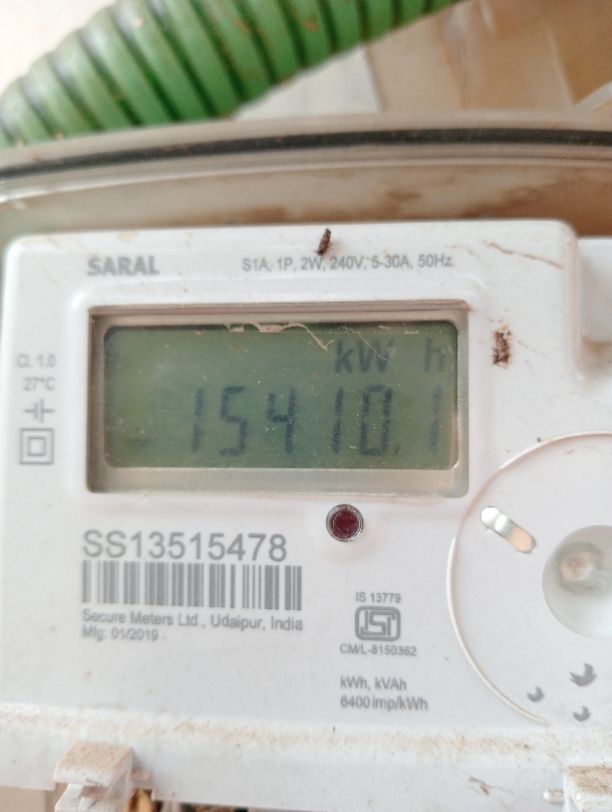 SARAL
S1A, 1P, 2W, 240V, 5-30A, 50Hz
Cl. 1.0
27°C
kW h
15410.1
SS13515478
Secure Meters Ltd., Udaipur, India
Mfg: 01/2019
IS 13779
ISI
CM/L-8150362
kWh, kVAh
6400 imp/kWh